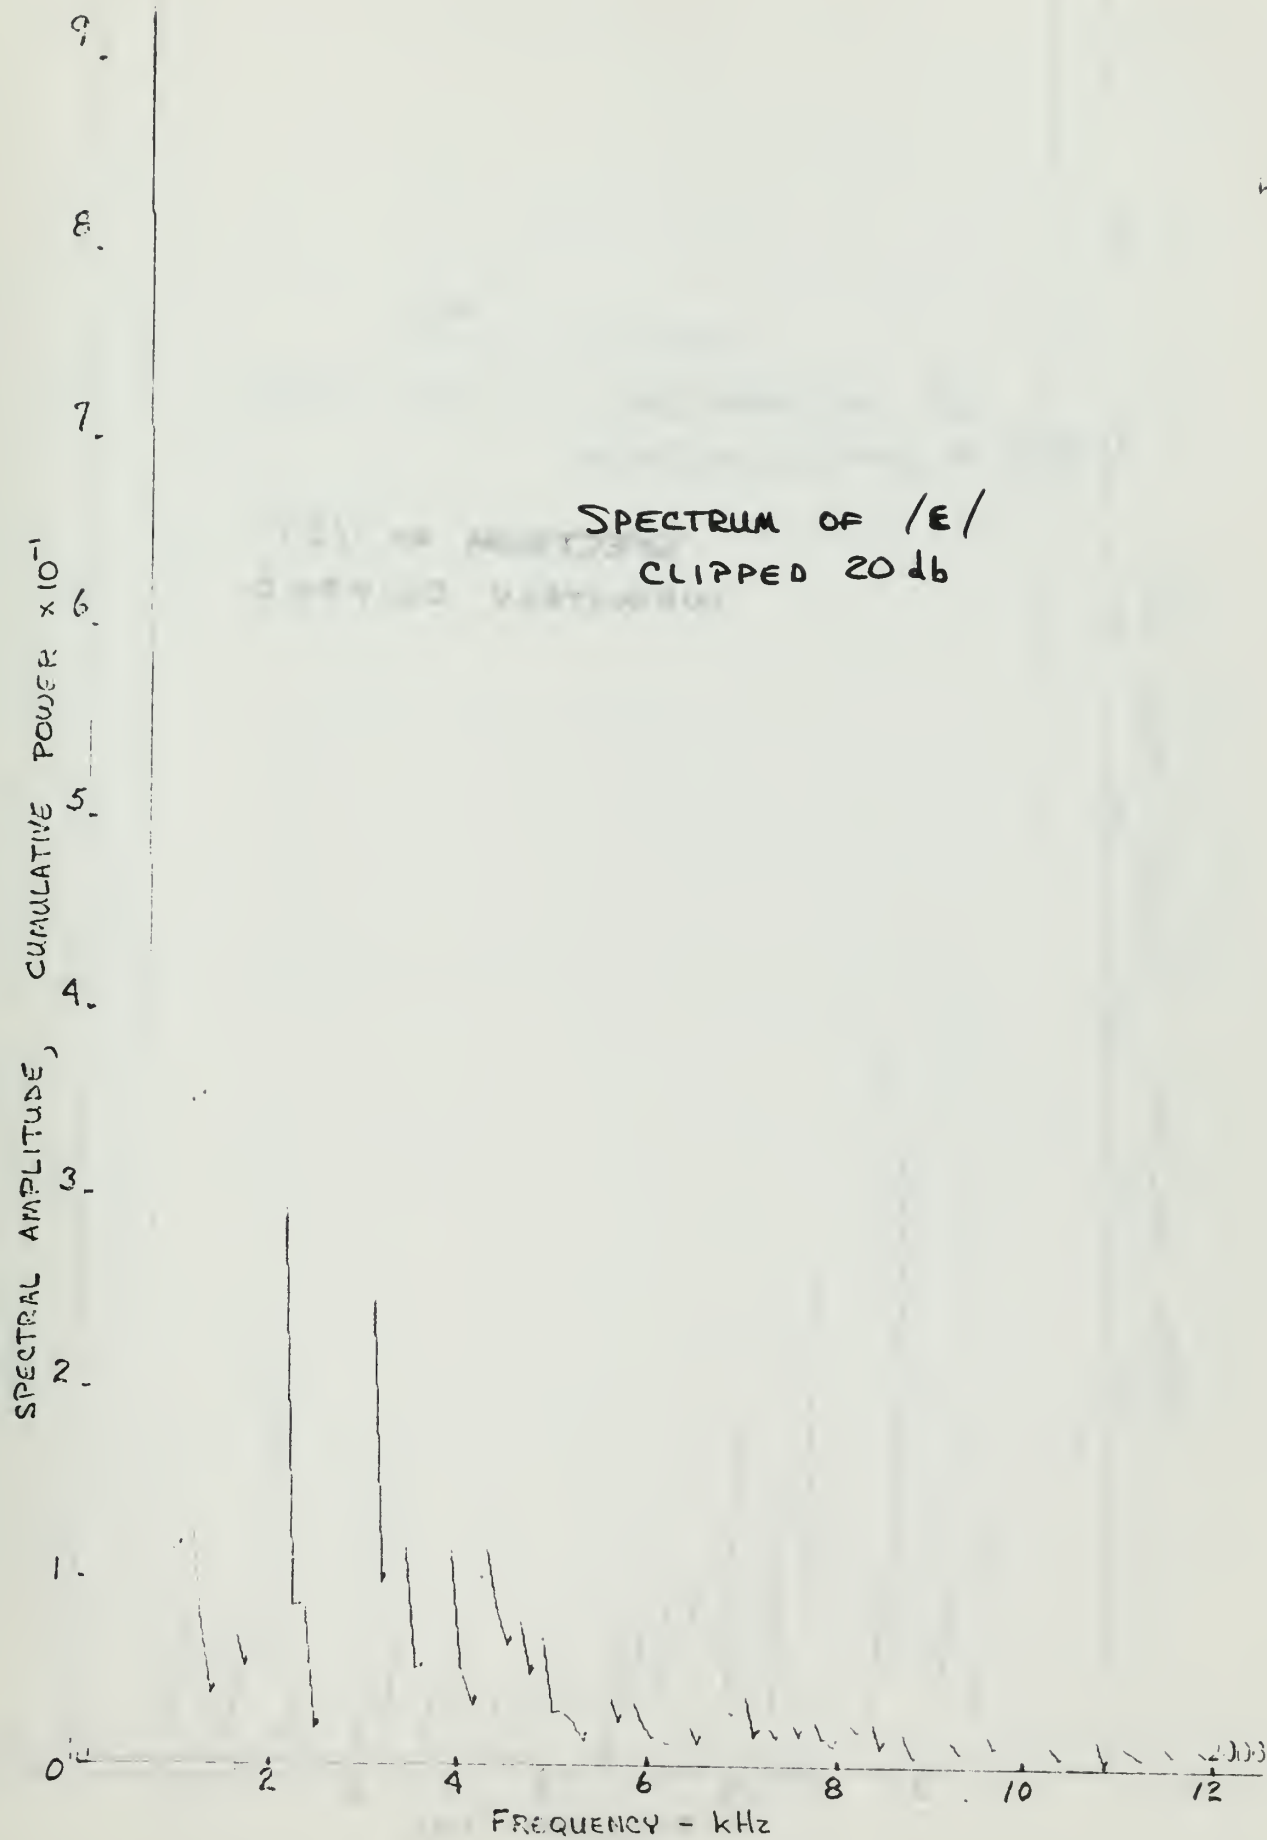 9
8
7
6
5
4
3
2
1
0
SPECTRAL AMPLITUDE, CUMULATIVE POWER x10⁻¹
SPECTRUM OF /ɛ/
CLIPPED 20 db
2 4 6 8 10 12
FREQUENCY - kHz